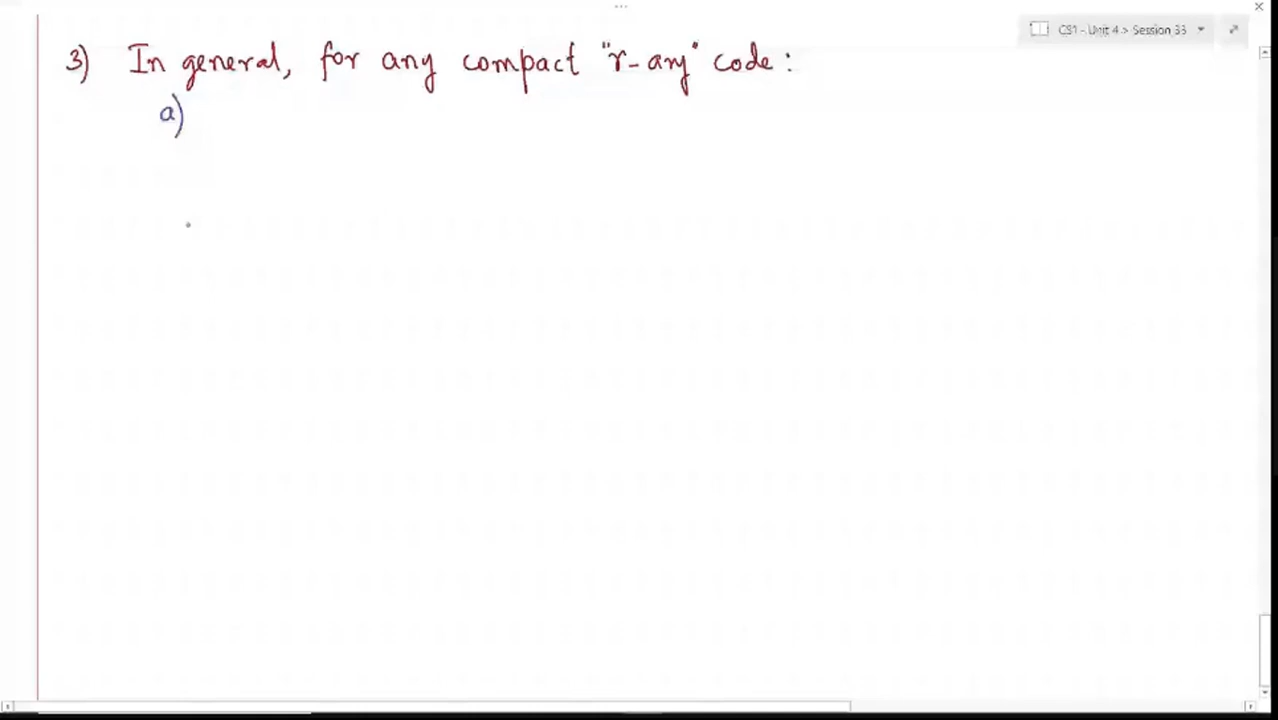 CS1 - Unit 4 > Session 33
3) In general, for any compact "r-ary" code :
a)